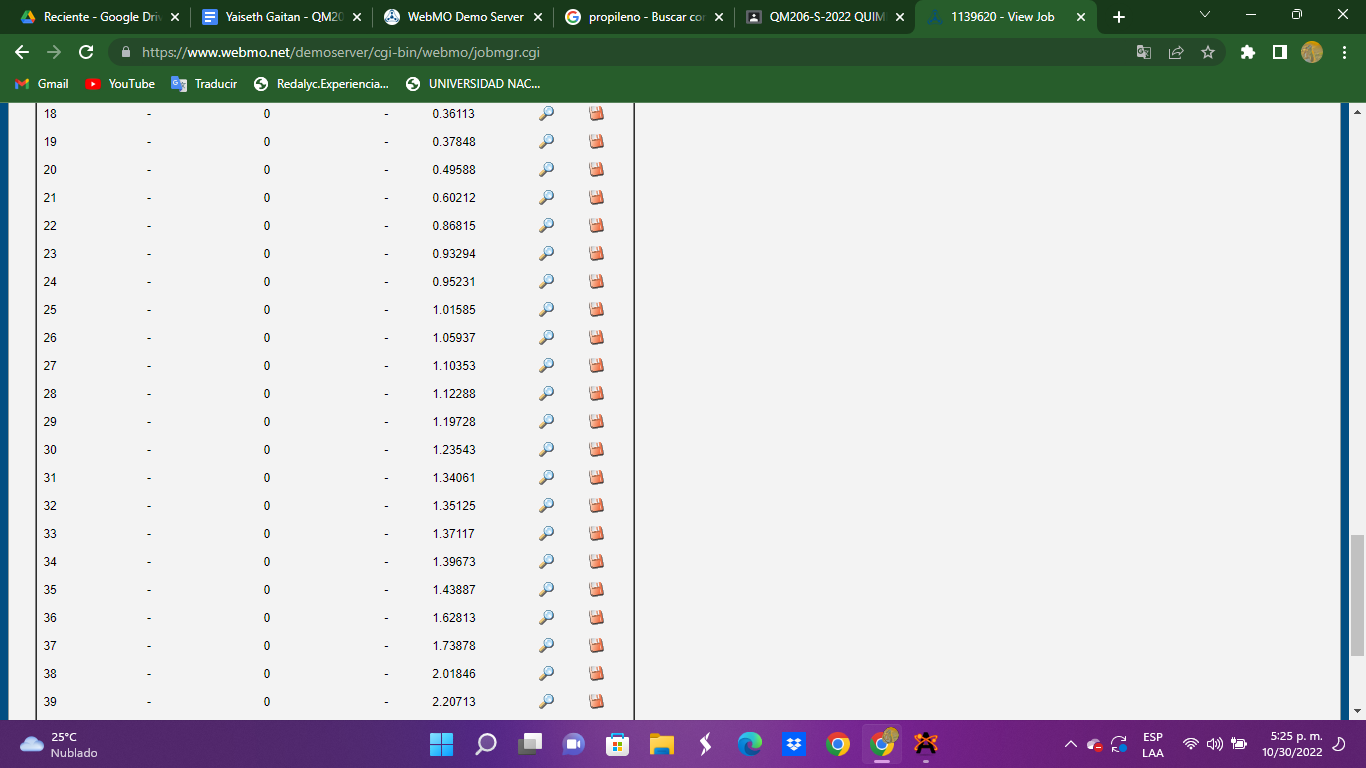 Reciente - Google Dri
Yaiseth Gaitan - QM20
WebMO Demo Server
propileno - Buscar con
QM206-S-2022 QUIM
1139620 - View Job
https://www.webmo.net/demoserver/cgi-bin/webmo/jobmgr.cgi
Gmail
YouTube
Traducir
Redalyc.Experiencia...
UNIVERSIDAD NAC...
18 - 0 - 0.36113
19 - 0 - 0.37848
20 - 0 - 0.49588
21 - 0 - 0.60212
22 - 0 - 0.86815
23 - 0 - 0.93294
24 - 0 - 0.95231
25 - 0 - 1.01585
26 - 0 - 1.05937
27 - 0 - 1.10353
28 - 0 - 1.12288
29 - 0 - 1.19728
30 - 0 - 1.23543
31 - 0 - 1.34061
32 - 0 - 1.35125
33 - 0 - 1.37117
34 - 0 - 1.39673
35 - 0 - 1.43887
36 - 0 - 1.62813
37 - 0 - 1.73878
38 - 0 - 2.01846
39 - 0 - 2.20713
25°C
Nublado
ESP
LAA
5:25 p. m.
10/30/2022